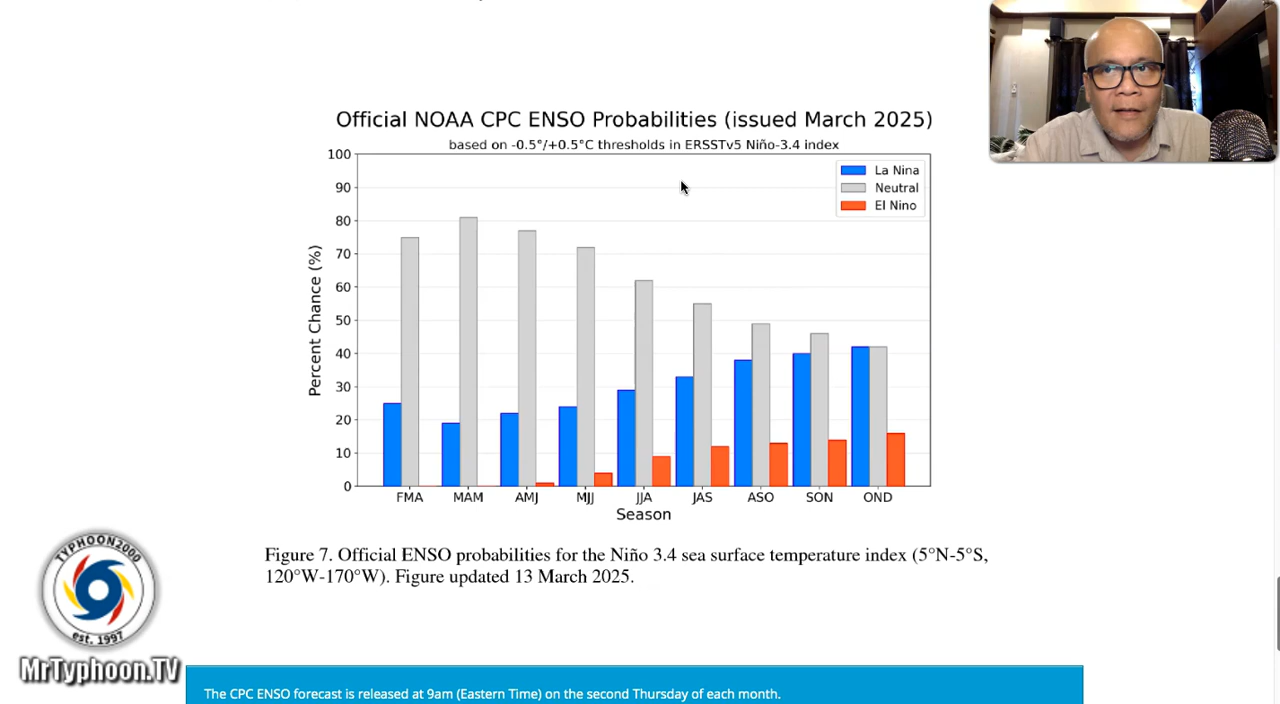 Official NOAA CPC ENSO Probabilities (issued March 2025)
based on -0.5°/+0.5°C thresholds in ERSSTv5 Niño-3.4 index
La Nina
Neutral
El Nino
Percent Chance (%)
100
90
80
70
60
50
40
30
20
10
0
FMA MAM AMJ MJJ JJA JAS ASO SON OND
Season
Figure 7. Official ENSO probabilities for the Niño 3.4 sea surface temperature index (5°N-5°S,
120°W-170°W). Figure updated 13 March 2025.
TYPHOON2000
est. 1997
MrTyphoon.TV
The CPC ENSO forecast is released at 9am (Eastern Time) on the second Thursday of each month.